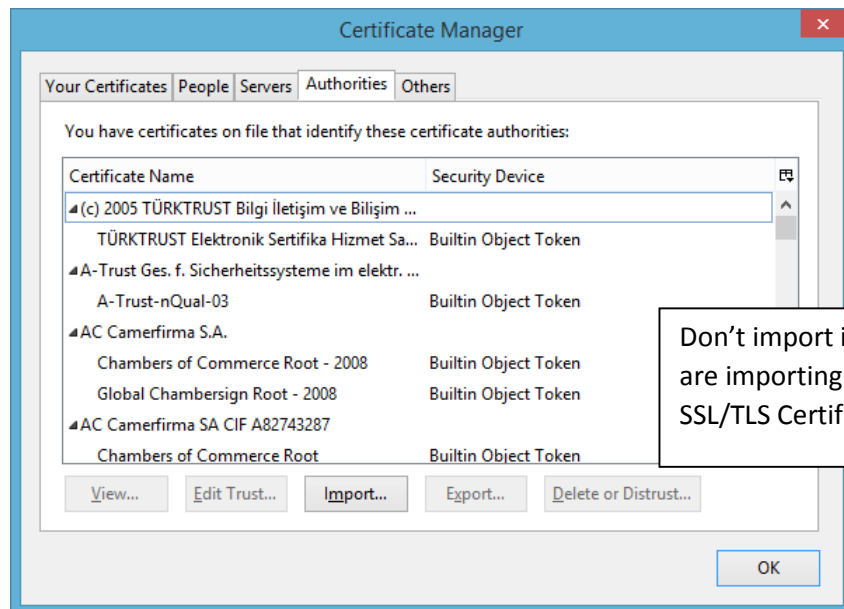 Certificate Manager
Your Certificates People Servers Authorities Others
You have certificates on file that identify these certificate authorities:
Certificate Name Security Device
(c) 2005 TÜRKTRUST Bilgi İletişim ve Bilişim ...
TÜRKTRUST Elektronik Sertifika Hizmet Sa... Builtin Object Token
A-Trust Ges. f. Sicherheitssysteme im elektr. ...
A-Trust-nQual-03 Builtin Object Token
AC Camerfirma S.A.
Chambers of Commerce Root - 2008 Builtin Object Token
Global Chambersign Root - 2008 Builtin Object Token
AC Camerfirma SA CIF A82743287
Chambers of Commerce Root Builtin Object Token
Don't import i
are importing
SSL/TLS Certif
View... Edit Trust... Import... Export... Delete or Distrust...
OK